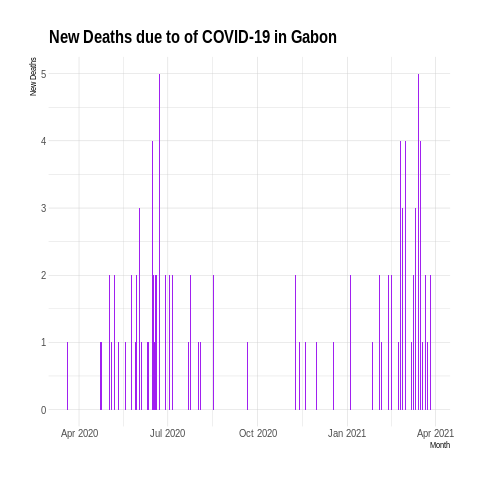 New Deaths due to of COVID-19 in Gabon
New Deaths
5
4
3
2
1
0
Apr 2020 Jul 2020 Oct 2020 Jan 2021 Apr 2021
Month